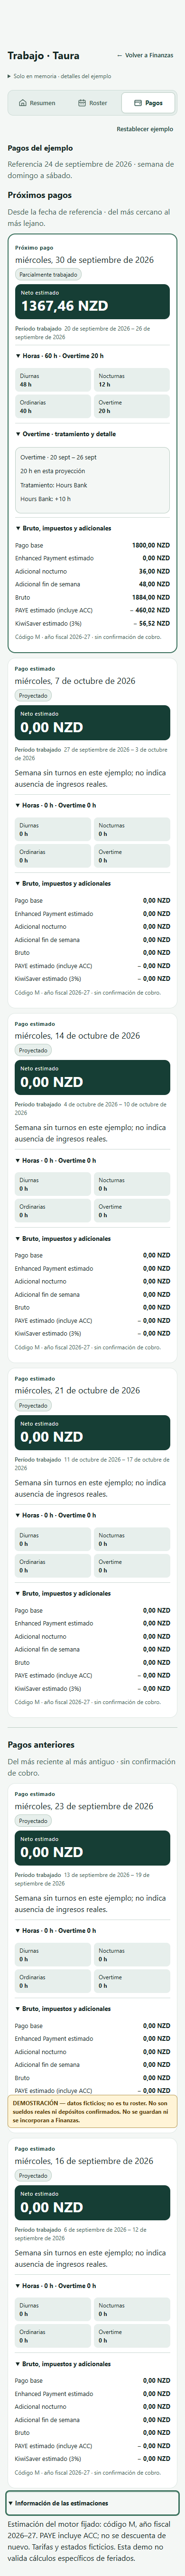 Trabajo · Taura
← Volver a Finanzas
▸ Solo en memoria · detalles del ejemplo
Resumen
Roster
Pagos
Restablecer ejemplo
Pagos del ejemplo
Referencia 24 de septiembre de 2026 · semana de
domingo a sábado.
Próximos pagos
Desde la fecha de referencia · del más cercano al
más lejano.
Próximo pago
miércoles, 30 de septiembre de 2026
Parcialmente trabajado
Neto estimado
1367,46 NZD
Período trabajado 20 de septiembre de 2026 – 26 de
septiembre de 2026
▾ Horas · 60 h · Overtime 20 h
Diurnas
48 h
Nocturnas
12 h
Ordinarias
40 h
Overtime
20 h
▾ Overtime · tratamiento y detalle
Overtime · 20 sept – 26 sept
20 h en esta proyección
Tratamiento: Hours Bank
Hours Bank: +10 h
▾ Bruto, impuestos y adicionales
Pago base 1800,00 NZD
Enhanced Payment estimado 0,00 NZD
Adicional nocturno 36,00 NZD
Adicional fin de semana 48,00 NZD
Bruto 1884,00 NZD
PAYE estimado (incluye ACC) − 460,02 NZD
KiwiSaver estimado (3%) − 56,52 NZD
Código M · año fiscal 2026-27 · sin confirmación de cobro.
Pago estimado
miércoles, 7 de octubre de 2026
Proyectado
Neto estimado
0,00 NZD
Período trabajado 27 de septiembre de 2026 – 3 de octubre
de 2026
Semana sin turnos en este ejemplo; no indica
ausencia de ingresos reales.
▾ Horas · 0 h · Overtime 0 h
Diurnas
0 h
Nocturnas
0 h
Ordinarias
0 h
Overtime
0 h
▾ Bruto, impuestos y adicionales
Pago base 0,00 NZD
Enhanced Payment estimado 0,00 NZD
Adicional nocturno 0,00 NZD
Adicional fin de semana 0,00 NZD
Bruto 0,00 NZD
PAYE estimado (incluye ACC) − 0,00 NZD
KiwiSaver estimado (3%) − 0,00 NZD
Código M · año fiscal 2026-27 · sin confirmación de cobro.
Pago estimado
miércoles, 14 de octubre de 2026
Proyectado
Neto estimado
0,00 NZD
Período trabajado 4 de octubre de 2026 – 10 de octubre de
2026
Semana sin turnos en este ejemplo; no indica
ausencia de ingresos reales.
▾ Horas · 0 h · Overtime 0 h
Diurnas
0 h
Nocturnas
0 h
Ordinarias
0 h
Overtime
0 h
▾ Bruto, impuestos y adicionales
Pago base 0,00 NZD
Enhanced Payment estimado 0,00 NZD
Adicional nocturno 0,00 NZD
Adicional fin de semana 0,00 NZD
Bruto 0,00 NZD
PAYE estimado (incluye ACC) − 0,00 NZD
KiwiSaver estimado (3%) − 0,00 NZD
Código M · año fiscal 2026-27 · sin confirmación de cobro.
Pago estimado
miércoles, 21 de octubre de 2026
Proyectado
Neto estimado
0,00 NZD
Período trabajado 11 de octubre de 2026 – 17 de octubre de
2026
Semana sin turnos en este ejemplo; no indica
ausencia de ingresos reales.
▾ Horas · 0 h · Overtime 0 h
Diurnas
0 h
Nocturnas
0 h
Ordinarias
0 h
Overtime
0 h
▾ Bruto, impuestos y adicionales
Pago base 0,00 NZD
Enhanced Payment estimado 0,00 NZD
Adicional nocturno 0,00 NZD
Adicional fin de semana 0,00 NZD
Bruto 0,00 NZD
PAYE estimado (incluye ACC) − 0,00 NZD
KiwiSaver estimado (3%) − 0,00 NZD
Código M · año fiscal 2026-27 · sin confirmación de cobro.
Pagos anteriores
Del más reciente al más antiguo · sin confirmación
de cobro.
Pago estimado
miércoles, 23 de septiembre de 2026
Proyectado
Neto estimado
0,00 NZD
Período trabajado 13 de septiembre de 2026 – 19 de
septiembre de 2026
Semana sin turnos en este ejemplo; no indica
ausencia de ingresos reales.
▾ Horas · 0 h · Overtime 0 h
Diurnas
0 h
Nocturnas
0 h
Ordinarias
0 h
Overtime
0 h
▾ Bruto, impuestos y adicionales
Pago base 0,00 NZD
Enhanced Payment estimado 0,00 NZD
Adicional nocturno 0,00 NZD
Adicional fin de semana 0,00 NZD
Bruto 0,00 NZD
PAYE estimado (incluye ACC) − 0,00 NZD
DEMOSTRACIÓN — datos ficticios; no es tu roster. No son
sueldos reales ni depósitos confirmados. No se guardan ni
se incorporan a Finanzas.
Pago estimado
miércoles, 16 de septiembre de 2026
Proyectado
Neto estimado
0,00 NZD
Período trabajado 6 de septiembre de 2026 – 12 de
septiembre de 2026
Semana sin turnos en este ejemplo; no indica
ausencia de ingresos reales.
▾ Horas · 0 h · Overtime 0 h
Diurnas
0 h
Nocturnas
0 h
Ordinarias
0 h
Overtime
0 h
▾ Bruto, impuestos y adicionales
Pago base 0,00 NZD
Enhanced Payment estimado 0,00 NZD
Adicional nocturno 0,00 NZD
Adicional fin de semana 0,00 NZD
Bruto 0,00 NZD
PAYE estimado (incluye ACC) − 0,00 NZD
KiwiSaver estimado (3%) − 0,00 NZD
Código M · año fiscal 2026-27 · sin confirmación de cobro.
▾ Información de las estimaciones
Estimación del motor fijado: código M, año fiscal
2026–27. PAYE incluye ACC; no se descuenta de
nuevo. Tarifas y estados ficticios. Esta demo no
valida cálculos específicos de feriados.